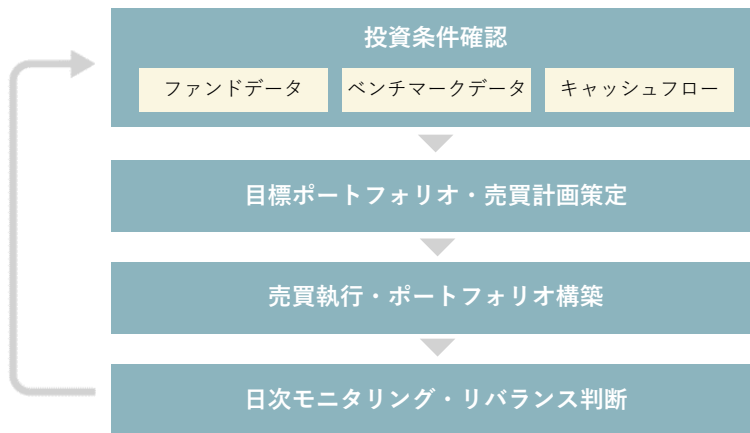 投資条件確認
ファンドデータ
ベンチマークデータ
キャッシュフロー
目標ポートフォリオ・売買計画策定
売買執行・ポートフォリオ構築
日次モニタリング・リバランス判断